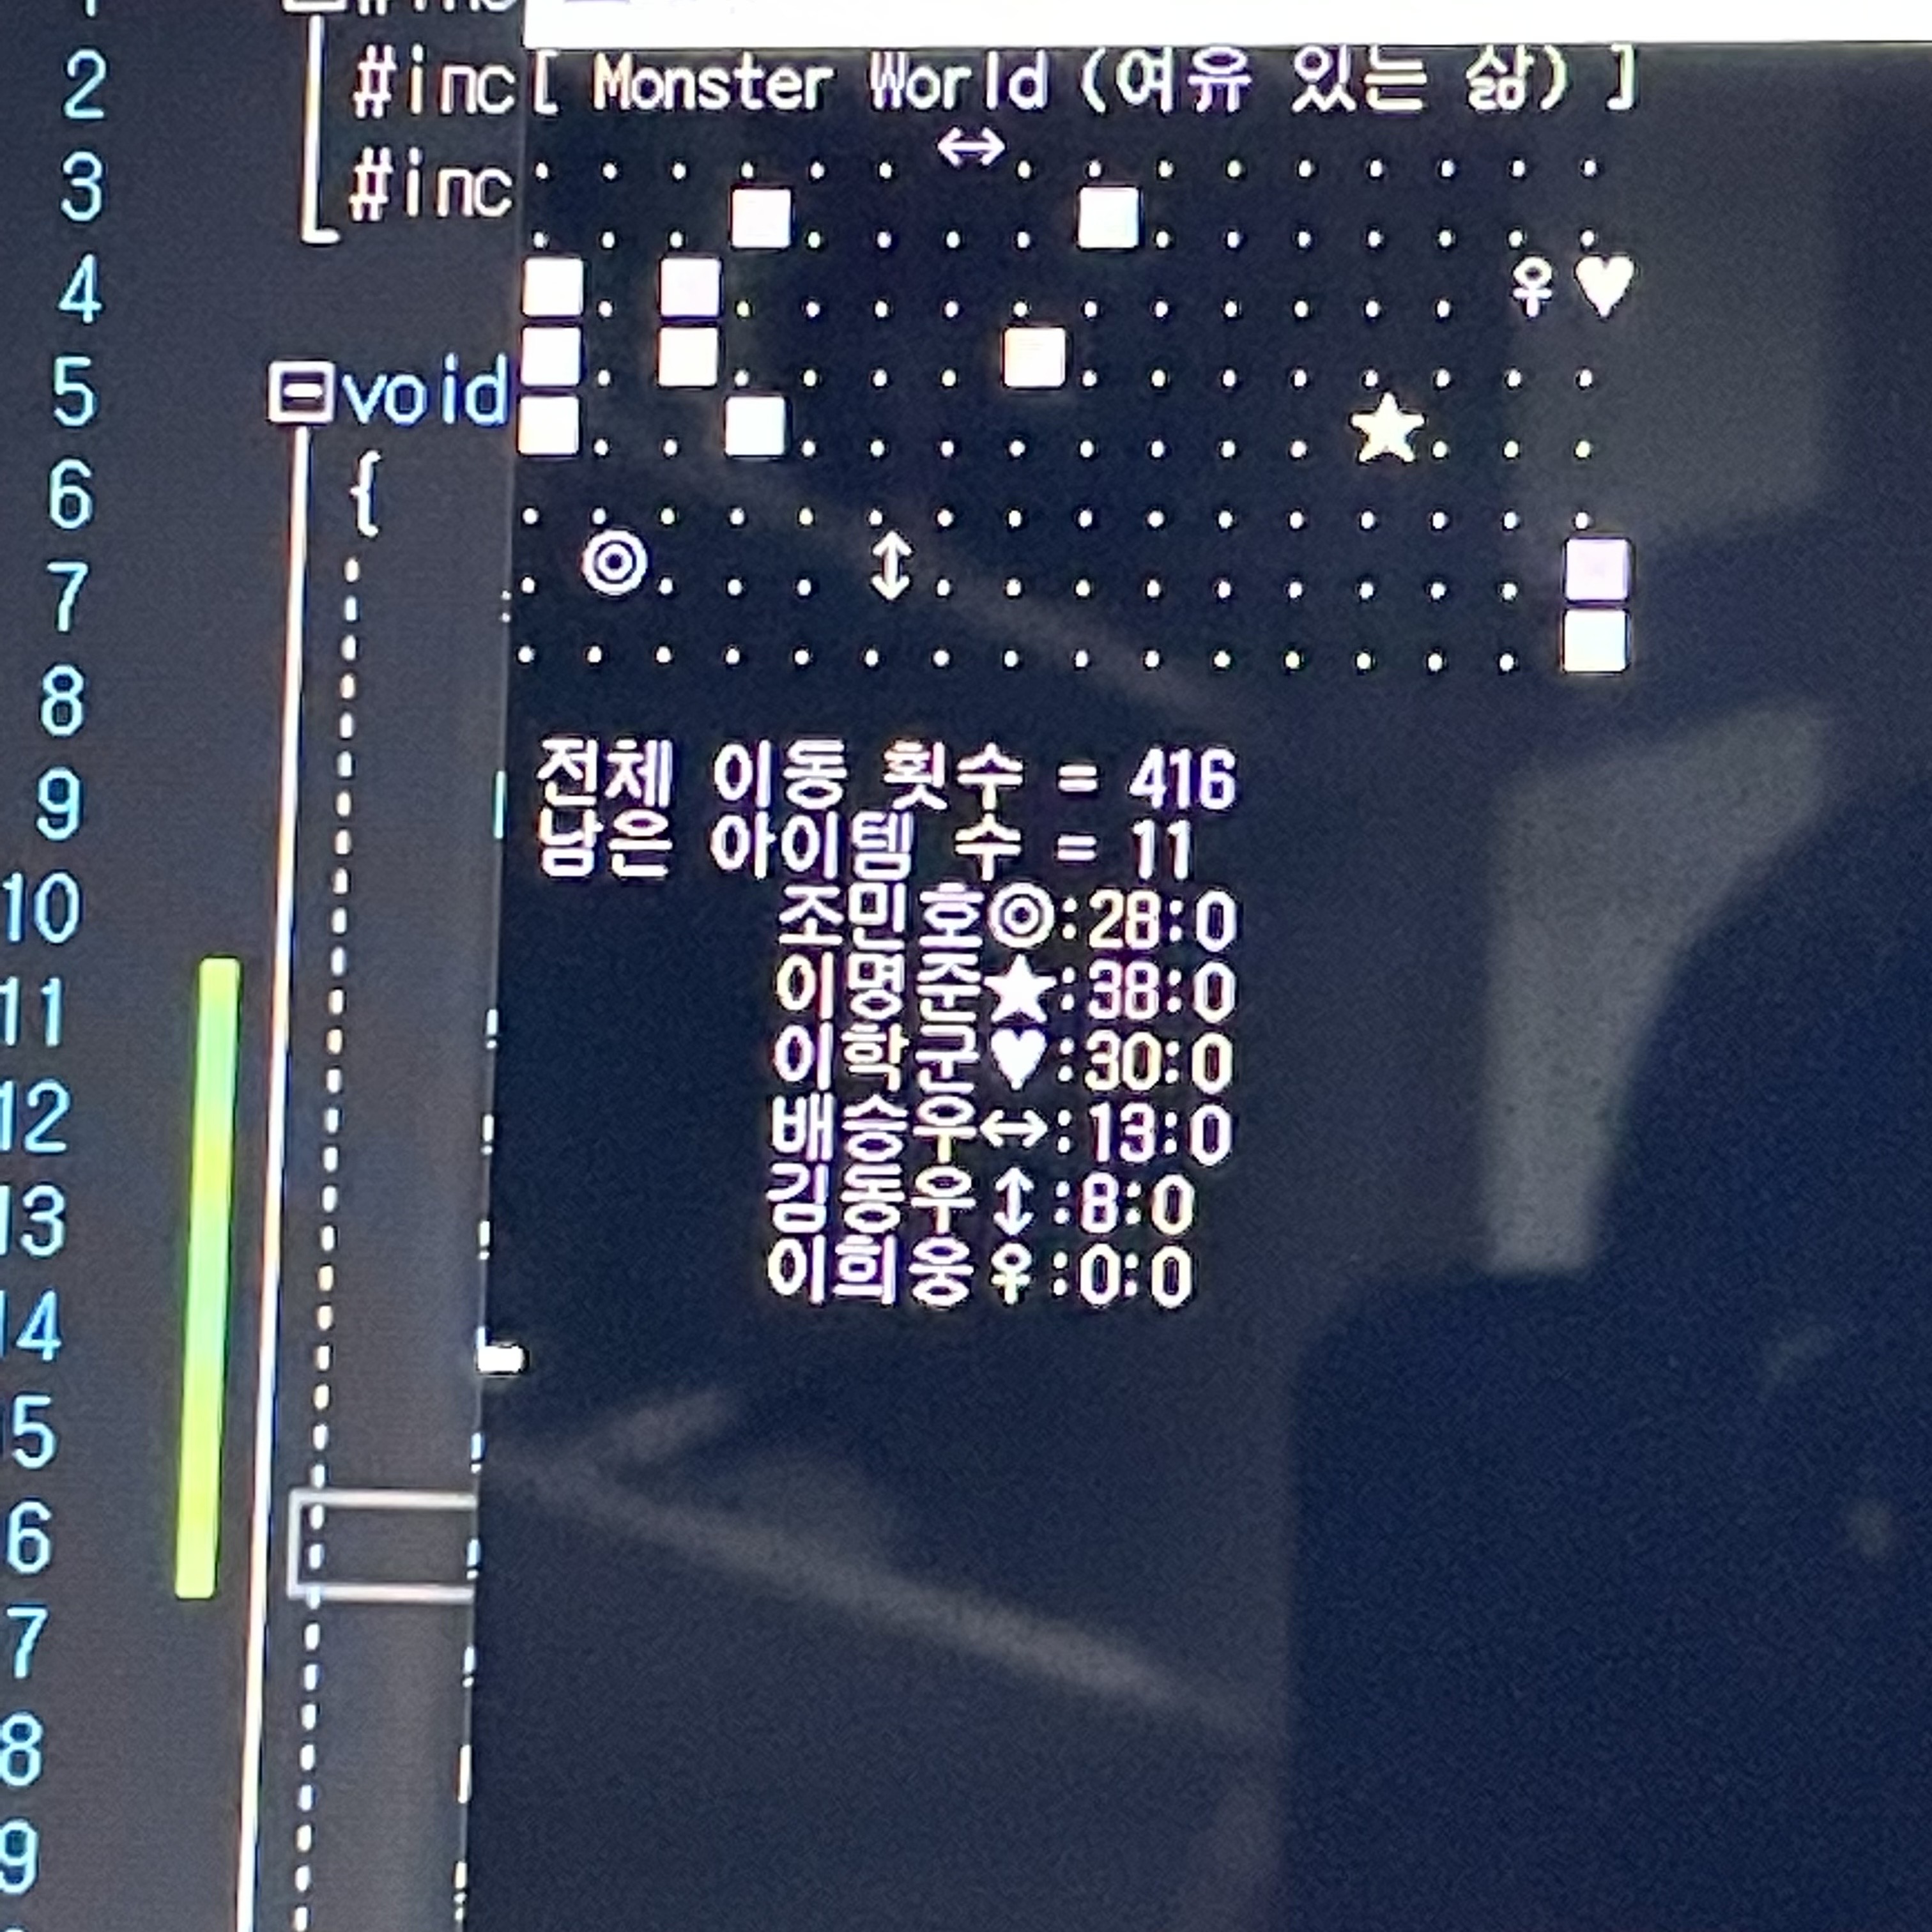 2
#inc
3
#inc
4
5
void
6
{
7
8
9
10
11
12
13
14
5
6
7
8
9
[ Monster World (여유 있는 삶) ]
↔
■ ■
■ ■ ♀ ♥
■ ■ ■
■ ■ ★
◎ ↕ ■
■
전체 이동 횟수 = 416
남은 아이템 수 = 11
조민호◎:28:0
이명준★:38:0
이학군♥:30:0
배승우↔:13:0
김동우↕:8:0
이희웅♀:0:0